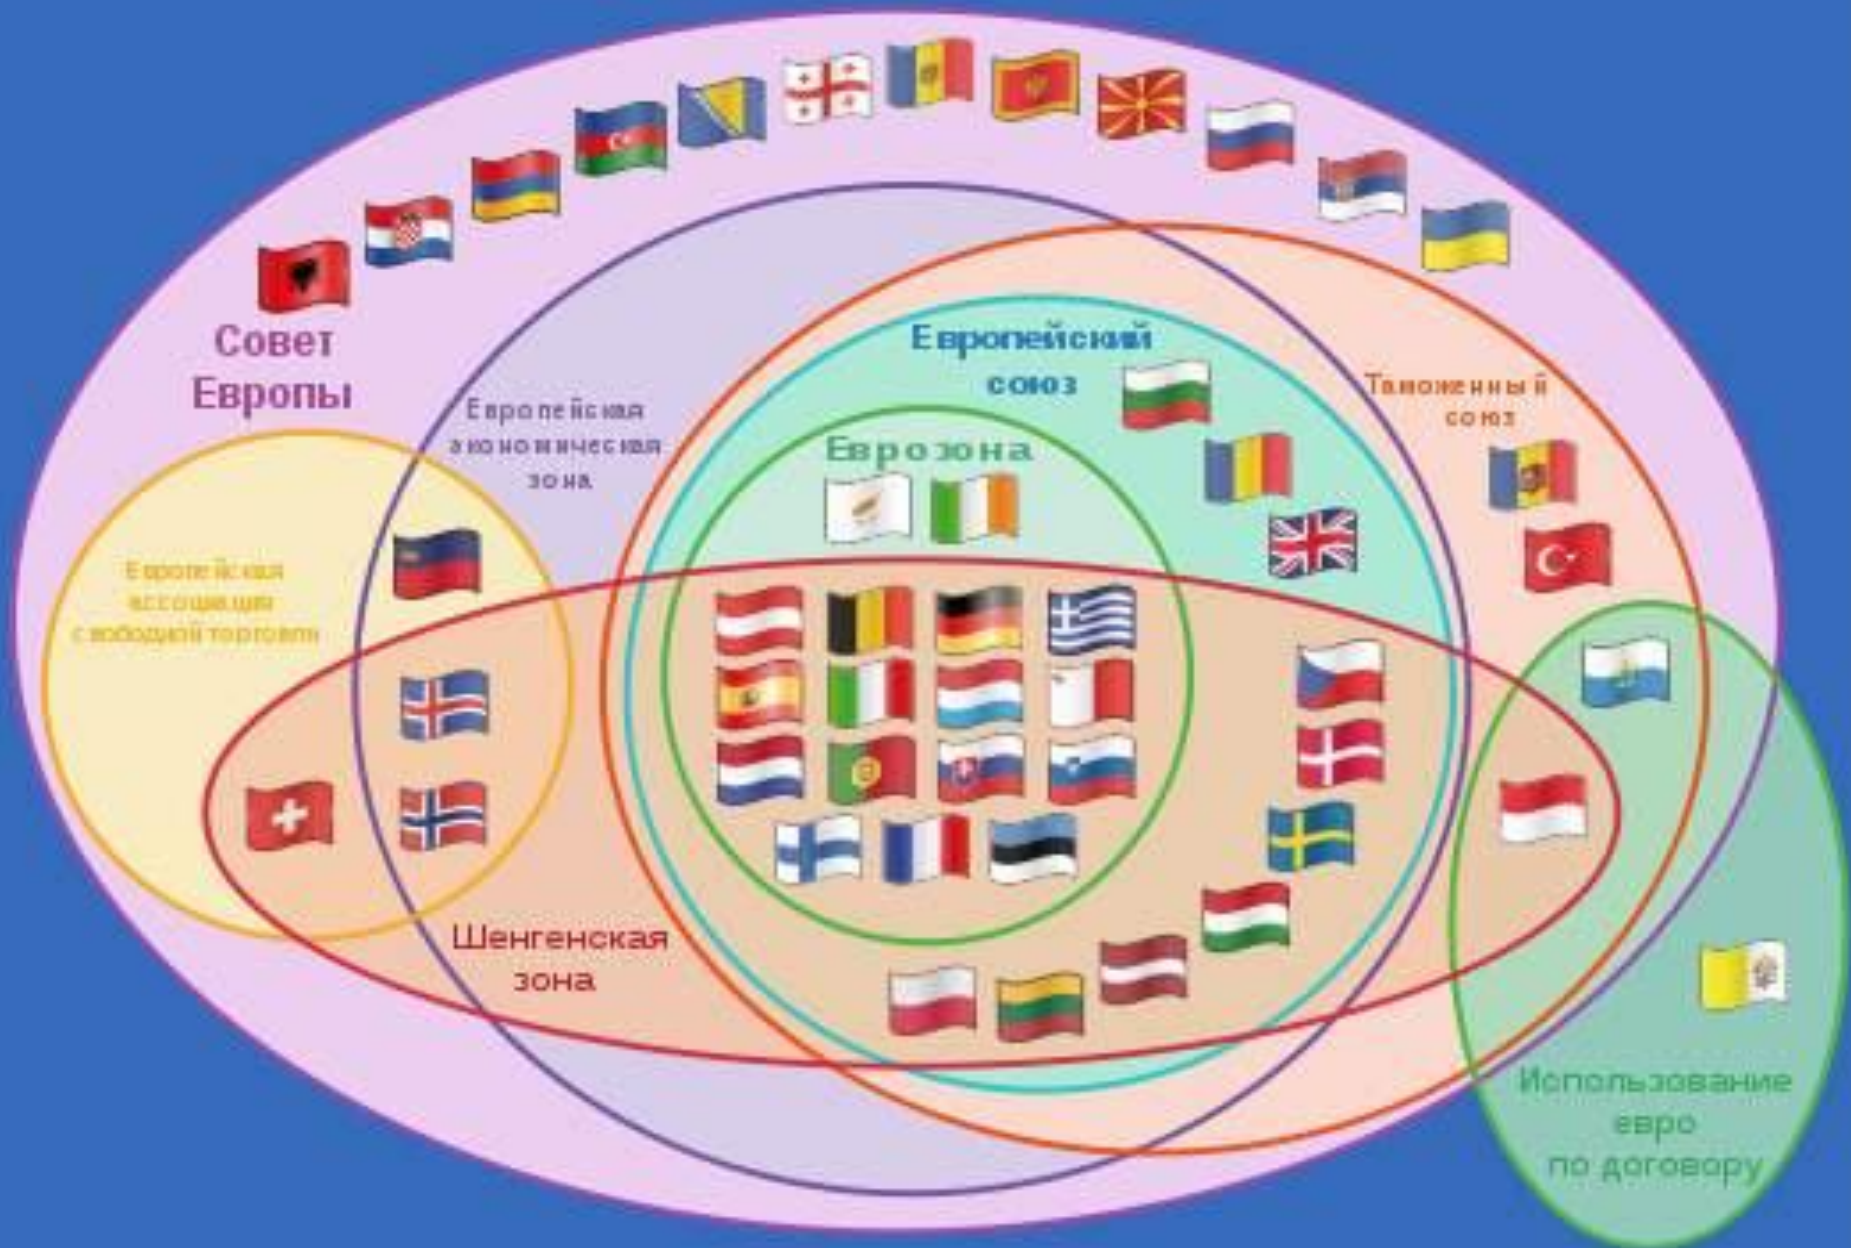 Совет
Европы
Европейская
экономическая
зона
Европейский
союз
Таможенный
союз
Еврозона
Европейская
ассоциация
свободной торговли
Шенгенская
зона
Использование
евро
по договору